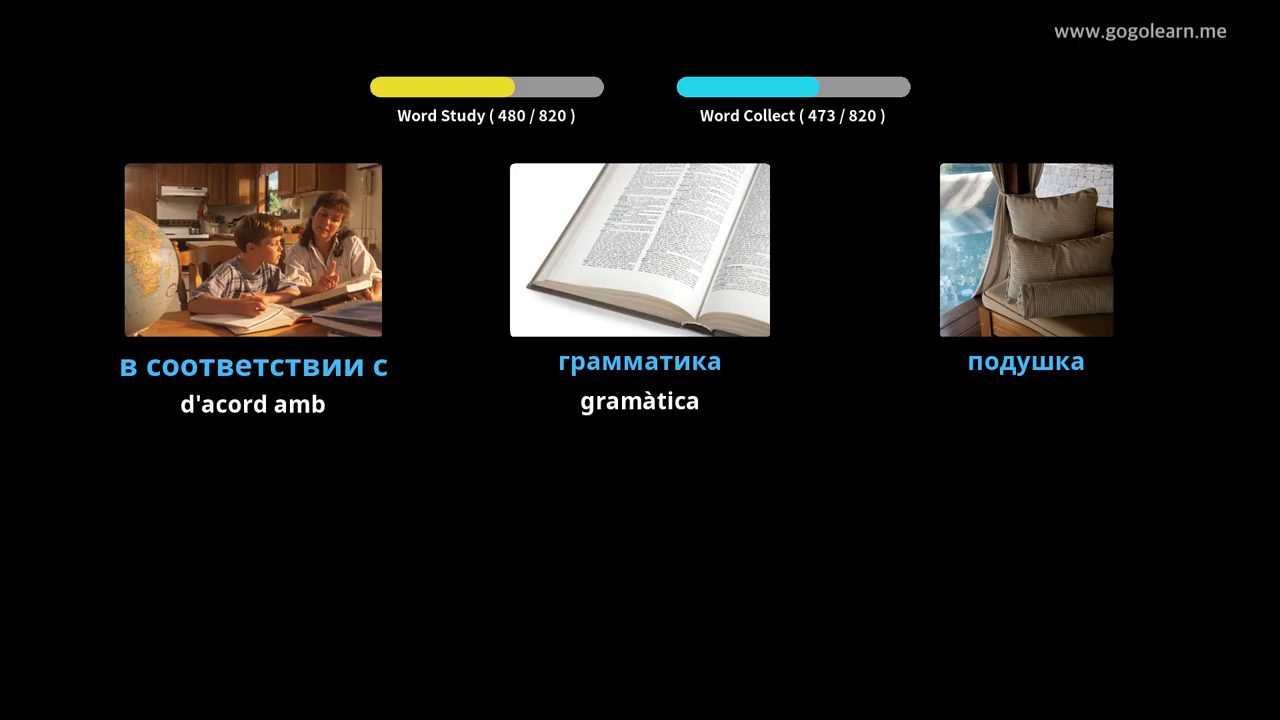 www.gogolearn.me
Word Study ( 480 / 820 )
Word Collect ( 473 / 820 )
в соответствии с
d'acord amb
грамматика
gramàtica
подушка